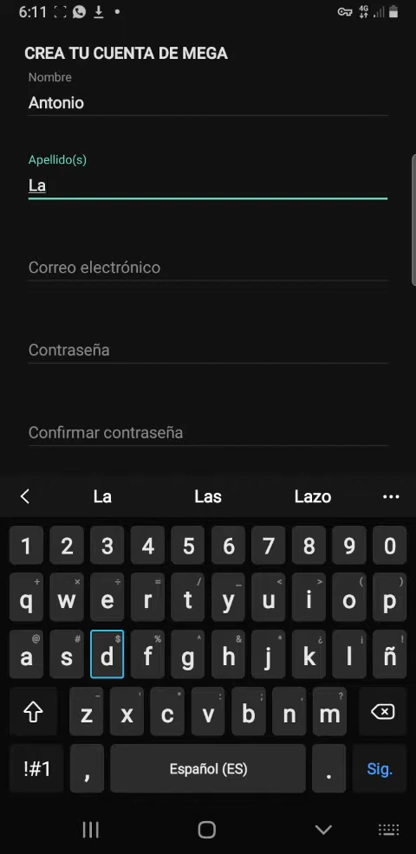 6:11
4G
CREA TU CUENTA DE MEGA
Nombre
Antonio
Apellido(s)
La
Correo electrónico
Contraseña
Confirmar contraseña
La Las Lazo
1 2 3 4 5 6 7 8 9 0
q w e r t y u i o p
a s d f g h j k l ñ
z x c v b n m
!#1 , Español (ES) . Sig.